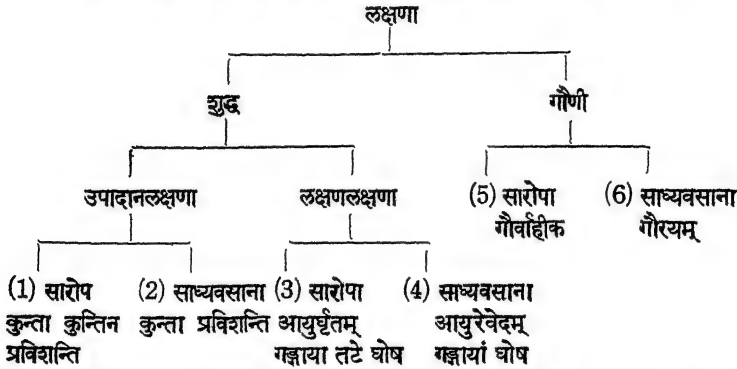 लक्षणा
शुद्ध गौणी
उपादानलक्षणा लक्षणलक्षणा (5) सारोपा (6) साध्यवसाना
गौर्वाहीक गौरयम्
(1) सारोप (2) साध्यवसाना (3) सारोपा (4) साध्यवसाना
कुन्ता कुन्तिन कुन्ता प्रविशन्ति आयुर्घृतम् आयुरेवेदम्
प्रविशन्ति गङ्गाया तटे घोष गङ्गायां घोष